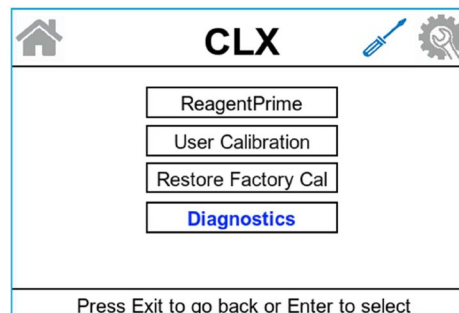 CLX
ReagentPrime
User Calibration
Restore Factory Cal
Diagnostics
Press Exit to go back or Enter to select